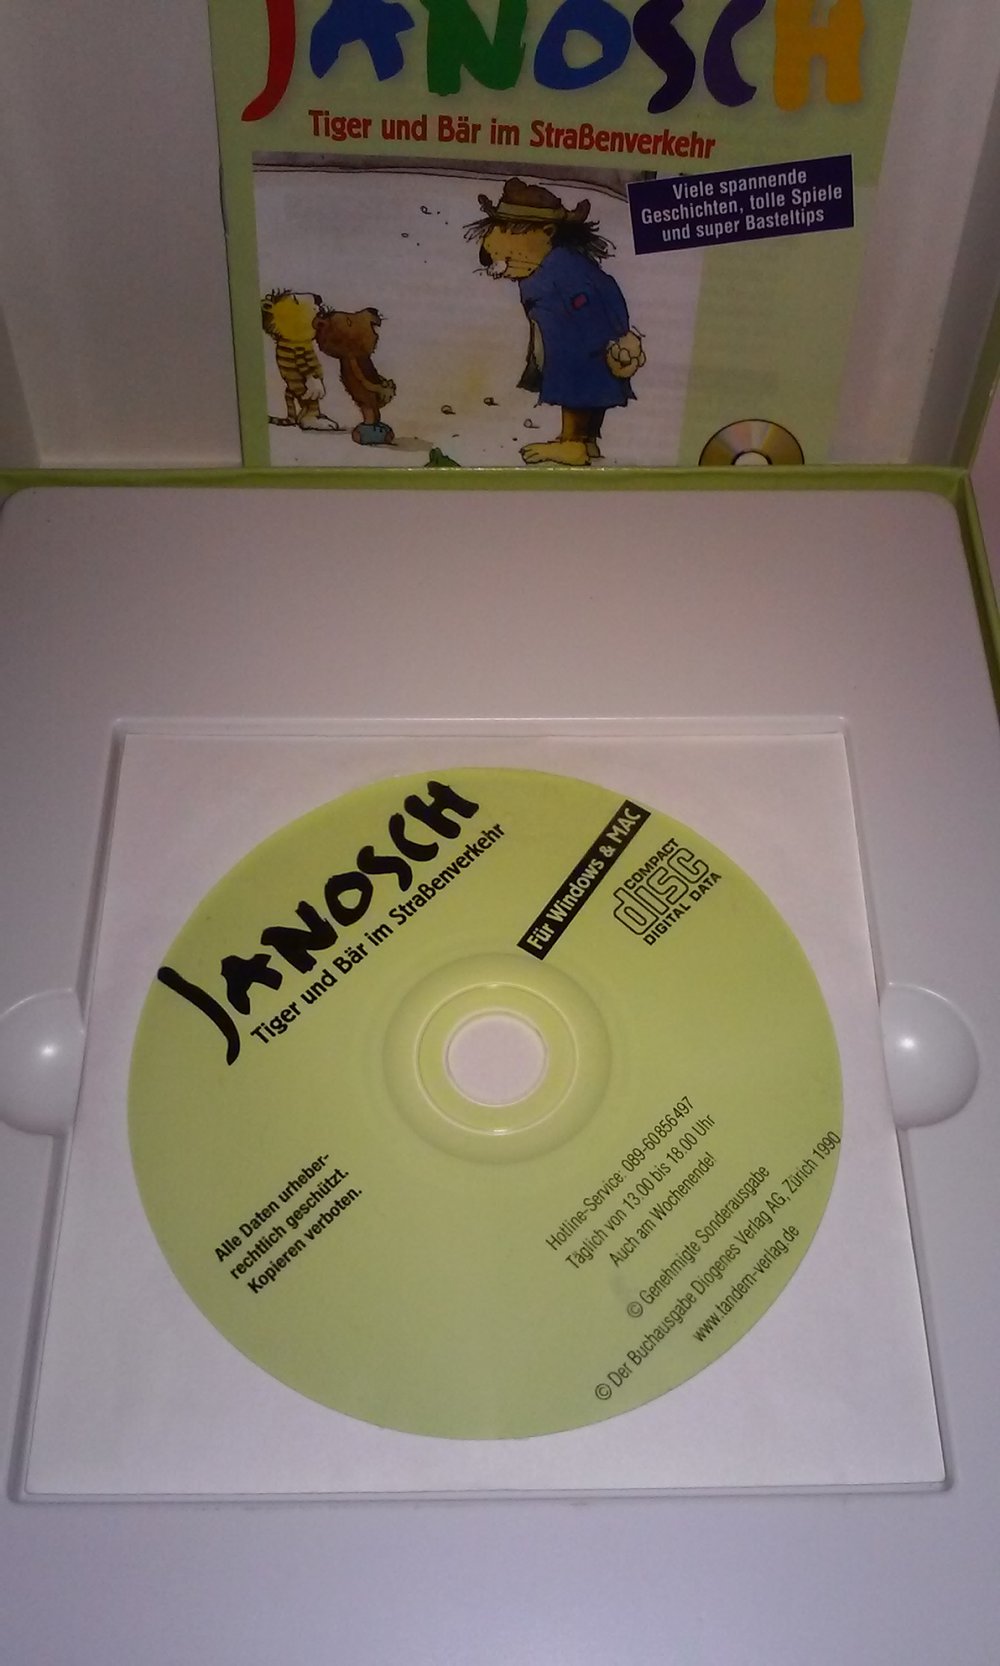 JANOSCH
Tiger und Bär im Straßenverkehr
Viele spannende
Geschichten, tolle Spiele
und super Basteltips
JANOSCH
Tiger und Bär im Straßenverkehr
Für Windows & MAC
COMPACT
disc
DIGITAL DATA
Alle Daten urheber-
rechtlich geschützt.
Kopieren verboten.
Hotline-Service: 089-60856497
Täglich von 13.00 bis 18.00 Uhr
Auch am Wochenende!
© Genehmigte Sonderausgabe
© Der Buchausgabe Diogenes Verlag AG, Zürich 1990
www.tandem-verlag.de